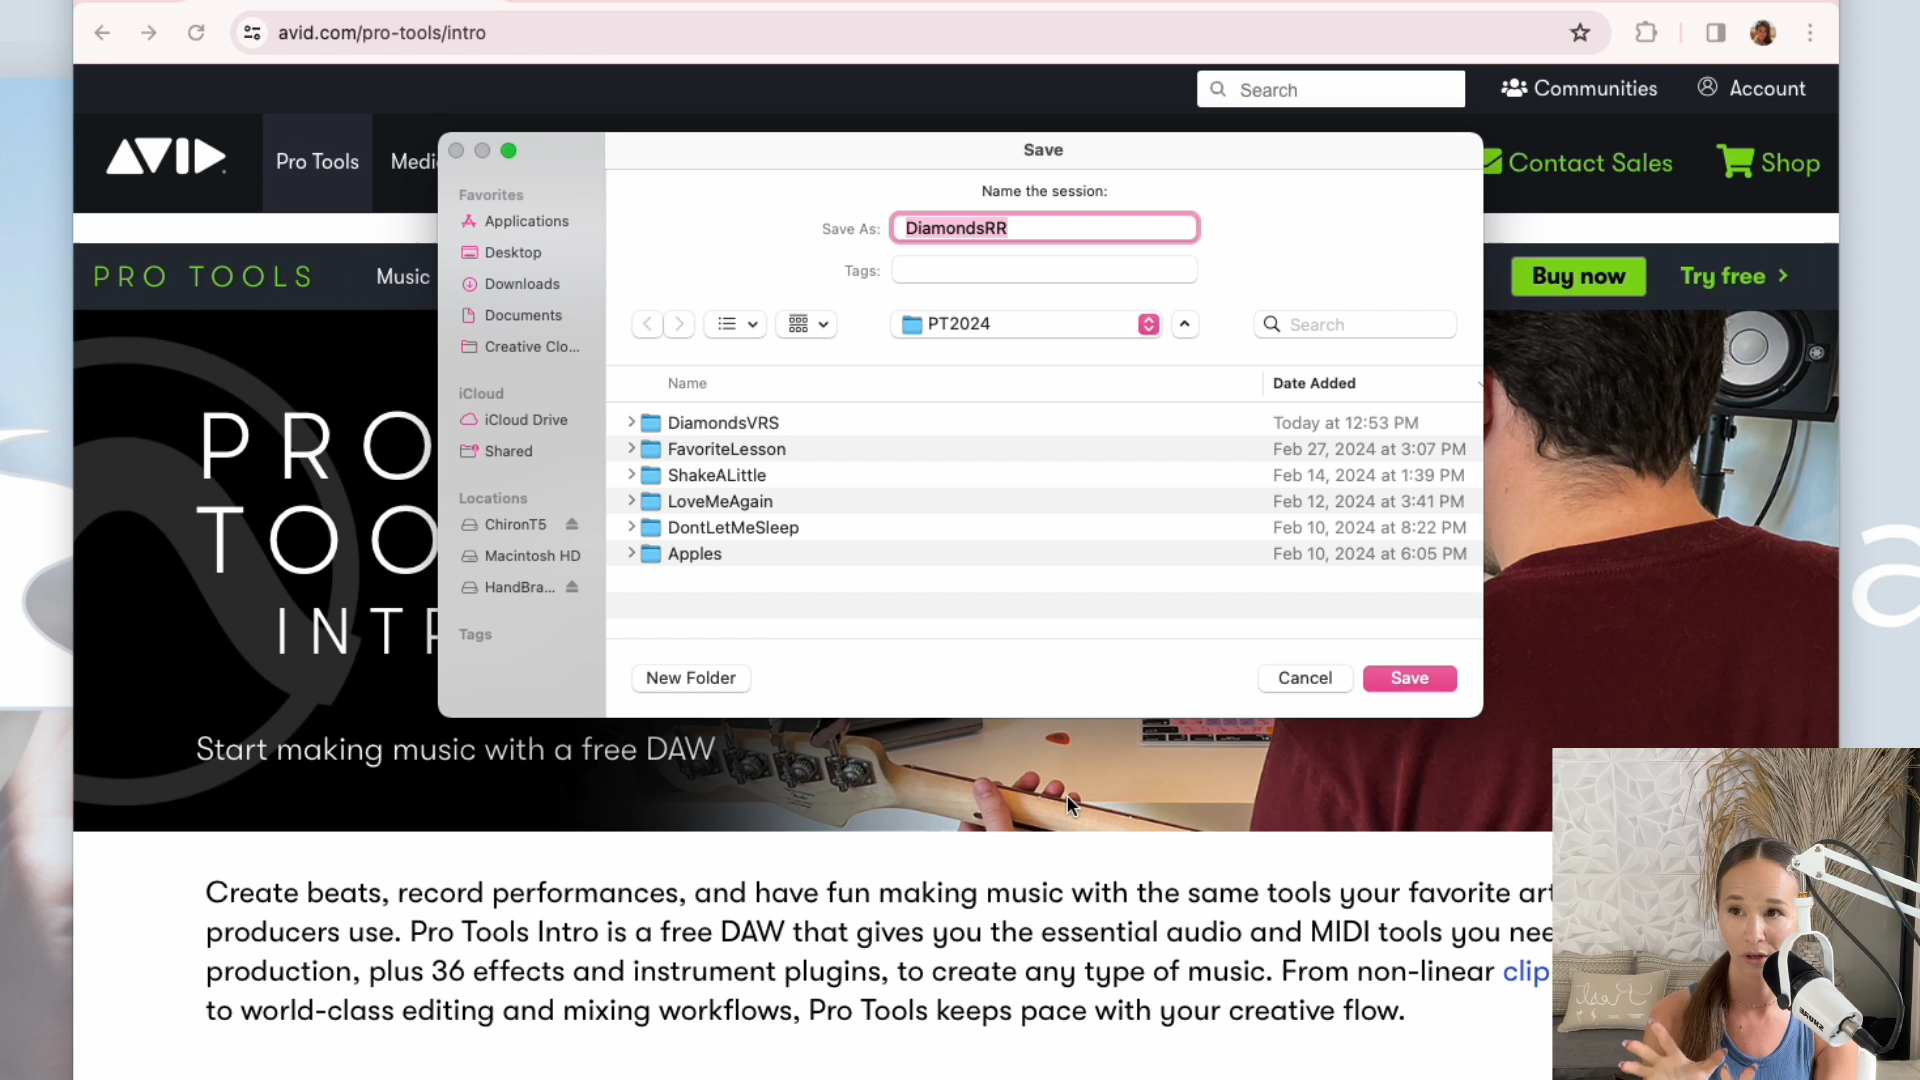 avid.com/pro-tools/intro
Search
Communities
Account
AVID
Pro Tools
Medi
Contact Sales
Shop
PRO TOOLS
Music
Buy now
Try free >
Save
Name the session:
Save As:
DiamondsRR
Tags:
PT2024
Search
Favorites
Applications
Desktop
Downloads
Documents
Creative Clo...
iCloud
iCloud Drive
Shared
Locations
ChironT5
Macintosh HD
HandBra...
Tags
Name
Date Added
DiamondsVRS Today at 12:53 PM
FavoriteLesson Feb 27, 2024 at 3:07 PM
ShakeALittle Feb 14, 2024 at 1:39 PM
LoveMeAgain Feb 12, 2024 at 3:41 PM
DontLetMeSleep Feb 10, 2024 at 8:22 PM
Apples Feb 10, 2024 at 6:05 PM
New Folder
Cancel
Save
PRO
TOO
INT
Start making music with a free DAW
Create beats, record performances, and have fun making music with the same tools your favorite art
producers use. Pro Tools Intro is a free DAW that gives you the essential audio and MIDI tools you nee
production, plus 36 effects and instrument plugins, to create any type of music. From non-linear clip
to world-class editing and mixing workflows, Pro Tools keeps pace with your creative flow.
a
SHURE